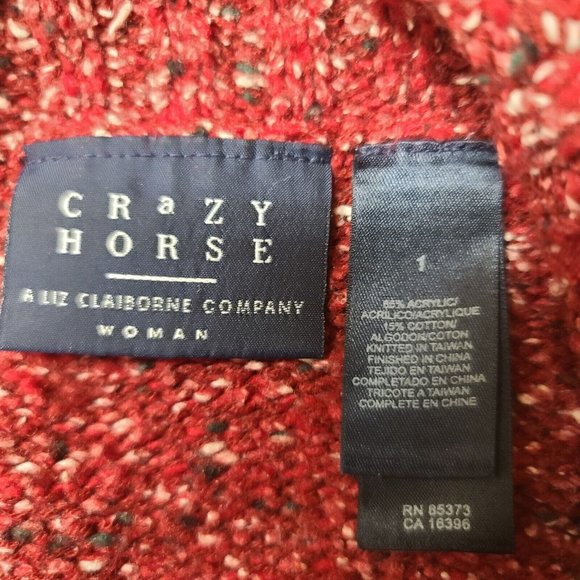 CRaZY
HORSE
A LIZ CLAIBORNE COMPANY
WOMAN
1
85% ACRYLIC/
ACRILICO/ACRYLIQUE
15% COTTON/
ALGODON/COTON
KNITTED IN TAIWAN
FINISHED IN CHINA
TEJIDO EN TAIWAN
COMPLETADO EN CHINA
TRICOTE A TAIWAN
COMPLETE EN CHINE
RN 85373
CA 16396